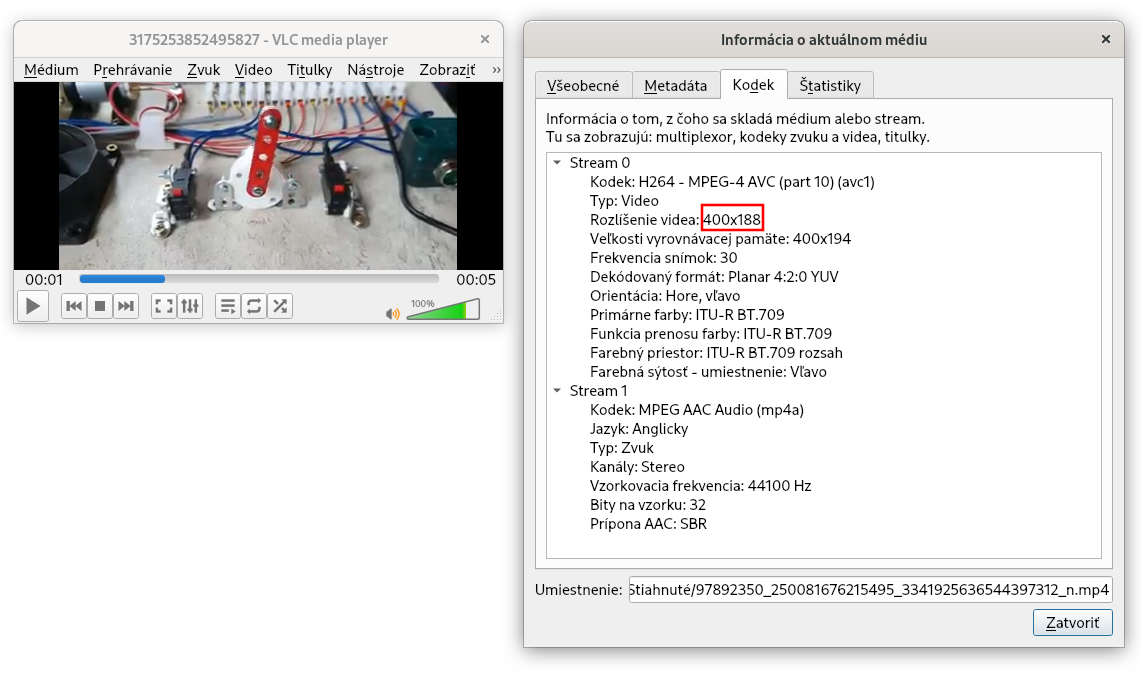 3175253852495827 - VLC media player
×
Médium Prehrávanie Zvuk Video Titulky Nástroje Zobraziť »
00:01
00:05
100%
Informácia o aktuálnom médiu
×
Všeobecné Metadáta Kodek Štatistiky
Informácia o tom, z čoho sa skladá médium alebo stream.
Tu sa zobrazujú: multiplexor, kodeky zvuku a videa, titulky.
Stream 0
Kodek: H264 - MPEG-4 AVC (part 10) (avc1)
Typ: Video
Rozlíšenie videa: 400x188
Veľkosti vyrovnávacej pamäte: 400x194
Frekvencia snímok: 30
Dekódovaný formát: Planar 4:2:0 YUV
Orientácia: Hore, vľavo
Primárne farby: ITU-R BT.709
Funkcia prenosu farby: ITU-R BT.709
Farebný priestor: ITU-R BT.709 rozsah
Farebná sýtosť - umiestnenie: Vľavo
Stream 1
Kodek: MPEG AAC Audio (mp4a)
Jazyk: Anglicky
Typ: Zvuk
Kanály: Stereo
Vzorkovacia frekvencia: 44100 Hz
Bity na vzorku: 32
Prípona AAC: SBR
Umiestnenie: Stiahnuté/97892350_250081676215495_3341925636544397312_n.mp4
Zatvoriť